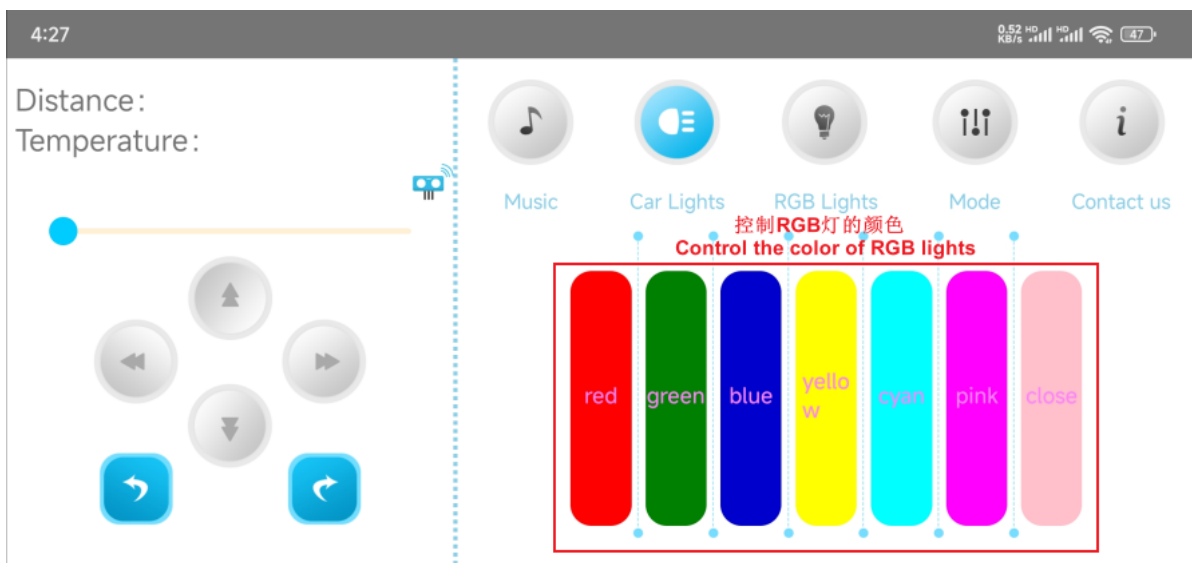 4:27
0.52
KB/s
HD
HD
47
Distance:
Temperature:
Music
Car Lights
RGB Lights
Mode
Contact us
控制RGB灯的颜色
Control the color of RGB lights
red
green
blue
yello
w
cyan
pink
close